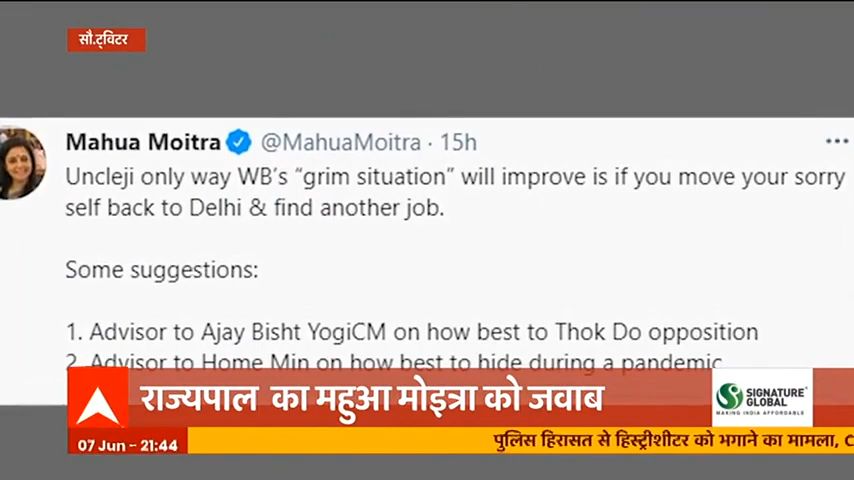 सौ.ट्विटर
Mahua Moitra @MahuaMoitra · 15h
Uncleji only way WB's “grim situation” will improve is if you move your sorry
self back to Delhi & find another job.
Some suggestions:
1. Advisor to Ajay Bisht YogiCM on how best to Thok Do opposition
2. Advisor to Home Min on how best to hide during a pandemic
राज्यपाल का महुआ मोइत्रा को जवाब
SIGNATURE
GLOBAL
MAKING INDIA AFFORDABLE
07 Jun - 21:44
पुलिस हिरासत से हिस्ट्रीशीटर को भगाने का मामला, C